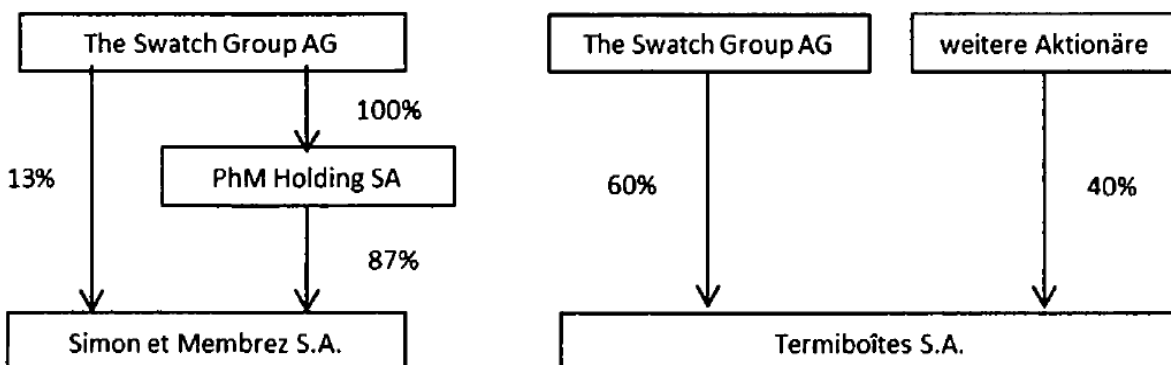 The Swatch Group AG
100%
PhM Holding SA
13%
87%
Simon et Membrez S.A.
The Swatch Group AG
weitere Aktionäre
60%
40%
Termiboîtes S.A.